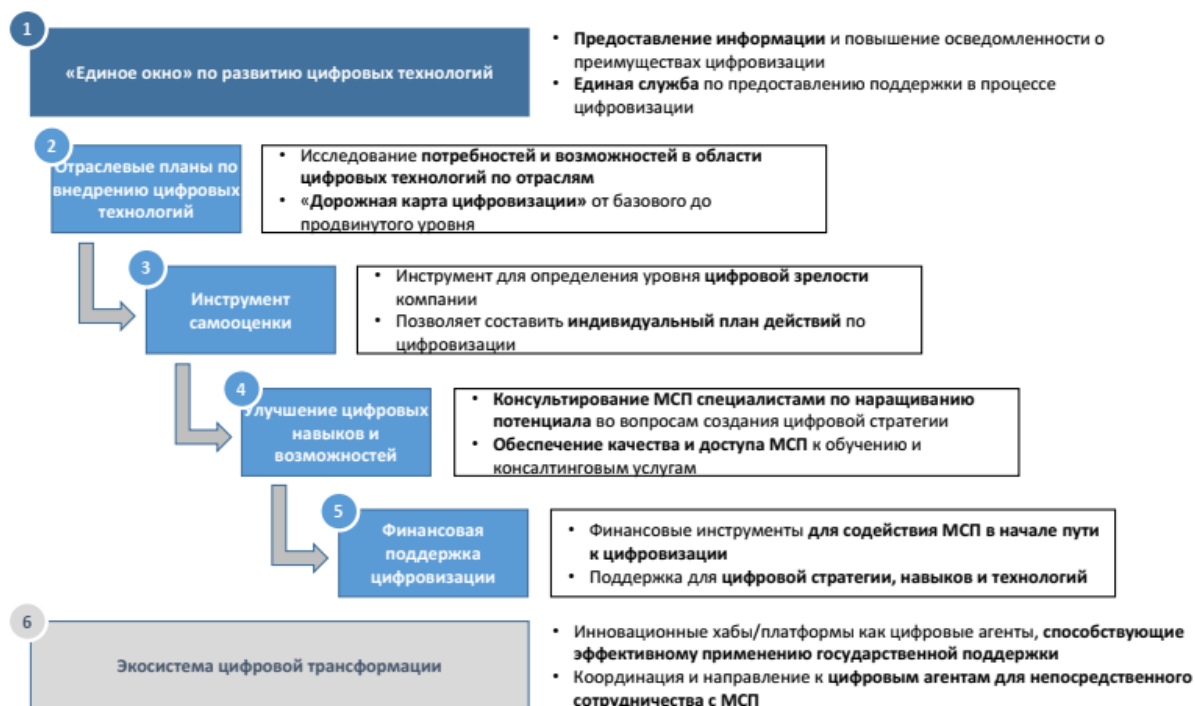 1
«Единое окно» по развитию цифровых технологий
• Предоставление информации и повышение осведомленности о
преимуществах цифровизации
• Единая служба по предоставлению поддержки в процессе
цифровизации
2
Отраслевые планы по
внедрению цифровых
технологий
• Исследование потребностей и возможностей в области
цифровых технологий по отраслям
• «Дорожная карта цифровизации» от базового до
продвинутого уровня
3
Инструмент
самооценки
• Инструмент для определения уровня цифровой зрелости
компании
• Позволяет составить индивидуальный план действий по
цифровизации
4
Улучшение цифровых
навыков и
возможностей
• Консультирование МСП специалистами по наращиванию
потенциала во вопросам создания цифровой стратегии
• Обеспечение качества и доступа МСП к обучению и
консалтинговым услугам
5
Финансовая
поддержка
цифровизации
• Финансовые инструменты для содействия МСП в начале пути
к цифровизации
• Поддержка для цифровой стратегии, навыков и технологий
6
Экосистема цифровой трансформации
• Инновационные хабы/платформы как цифровые агенты, способствующие
эффективному применению государственной поддержки
• Координация и направление к цифровым агентам для непосредственного
сотрудничества с МСП